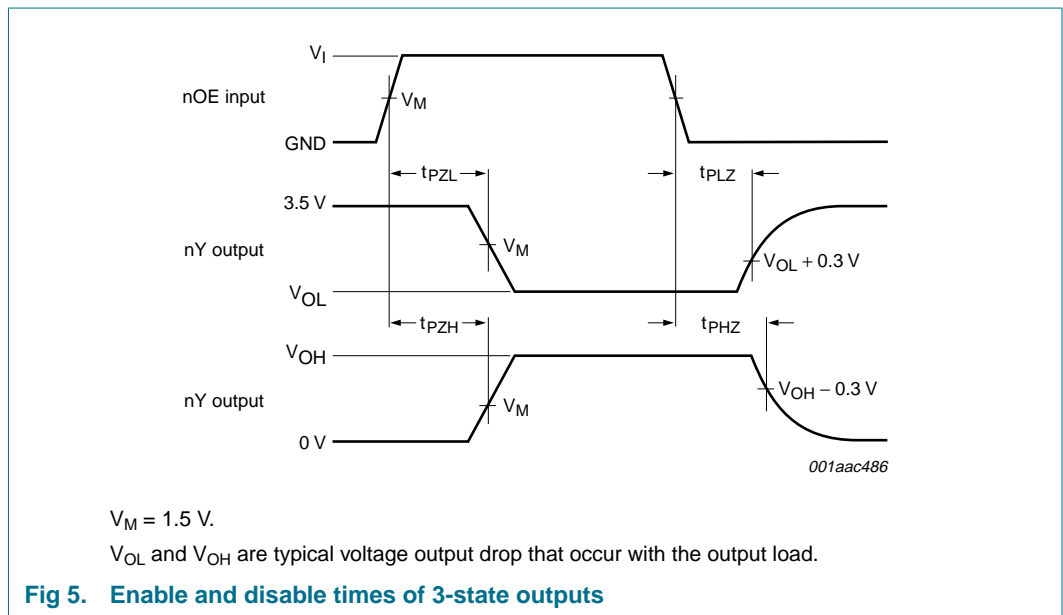 VI
nOE input
VM
GND
tPZL
tPLZ
3.5 V
nY output
VM
VOL + 0.3 V
VOL
tPZH
tPHZ
VOH
VOH − 0.3 V
nY output
VM
0 V
001aac486
VM = 1.5 V.
VOL and VOH are typical voltage output drop that occur with the output load.
Fig 5. Enable and disable times of 3-state outputs